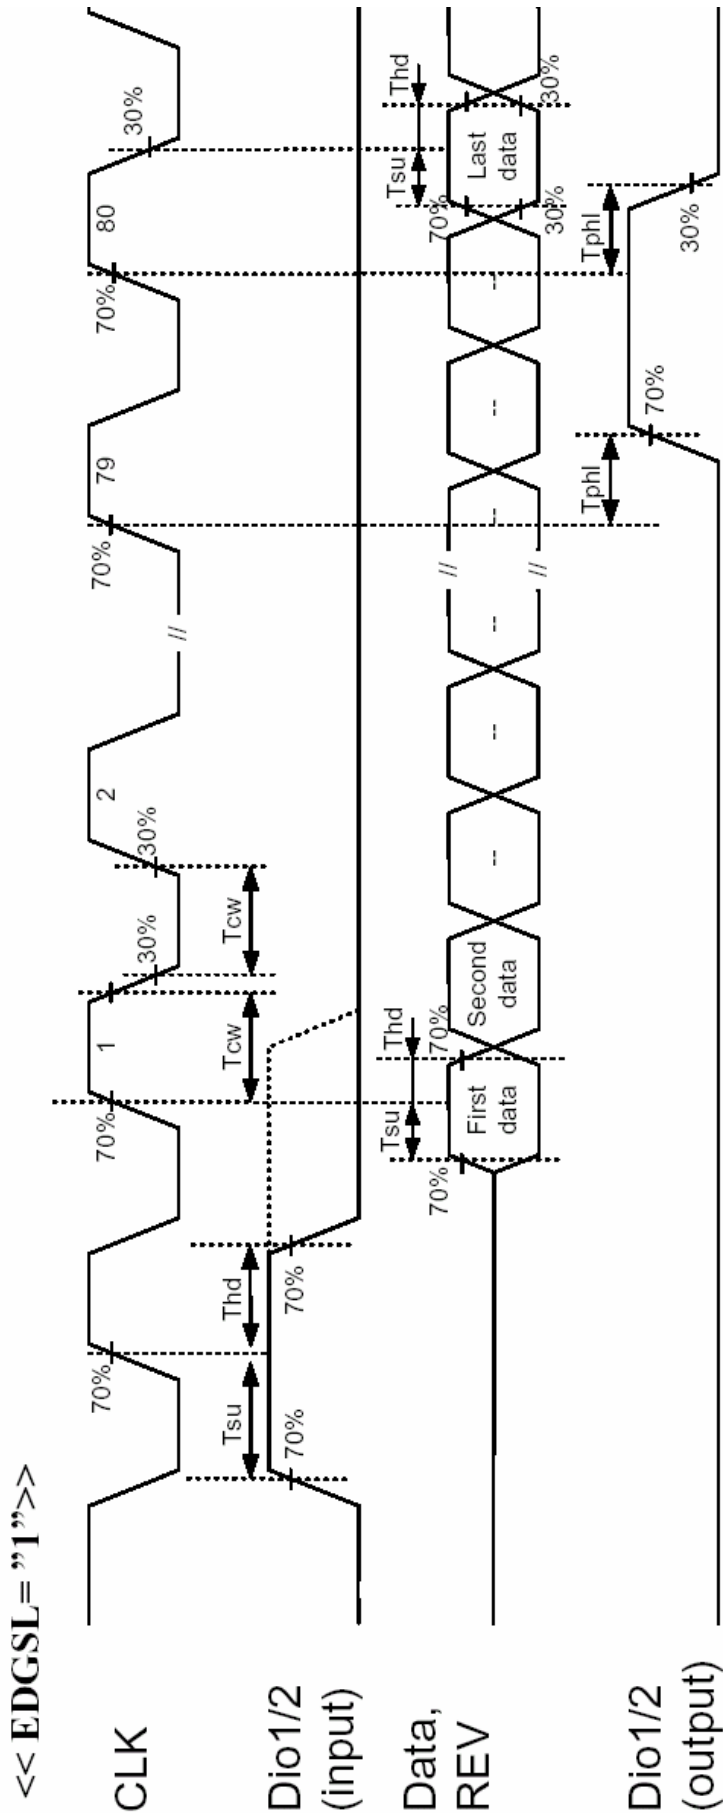 << EDGSL= ”1”>>
CLK
70%
70%
1
30%
30%
2
//
70%
79
70%
80
30%
Dio1/2
(input)
Tsu
Thd
Tcw
Tcw
70%
70%
Data,
REV
Tsu
Thd
Tsu
Thd
70%
70%
70%
First
data
Second
data
--
--
--
--
--
--
Last
data
//
//
30%
30%
Dio1/2
(output)
Tphl
Tphl
70%
30%